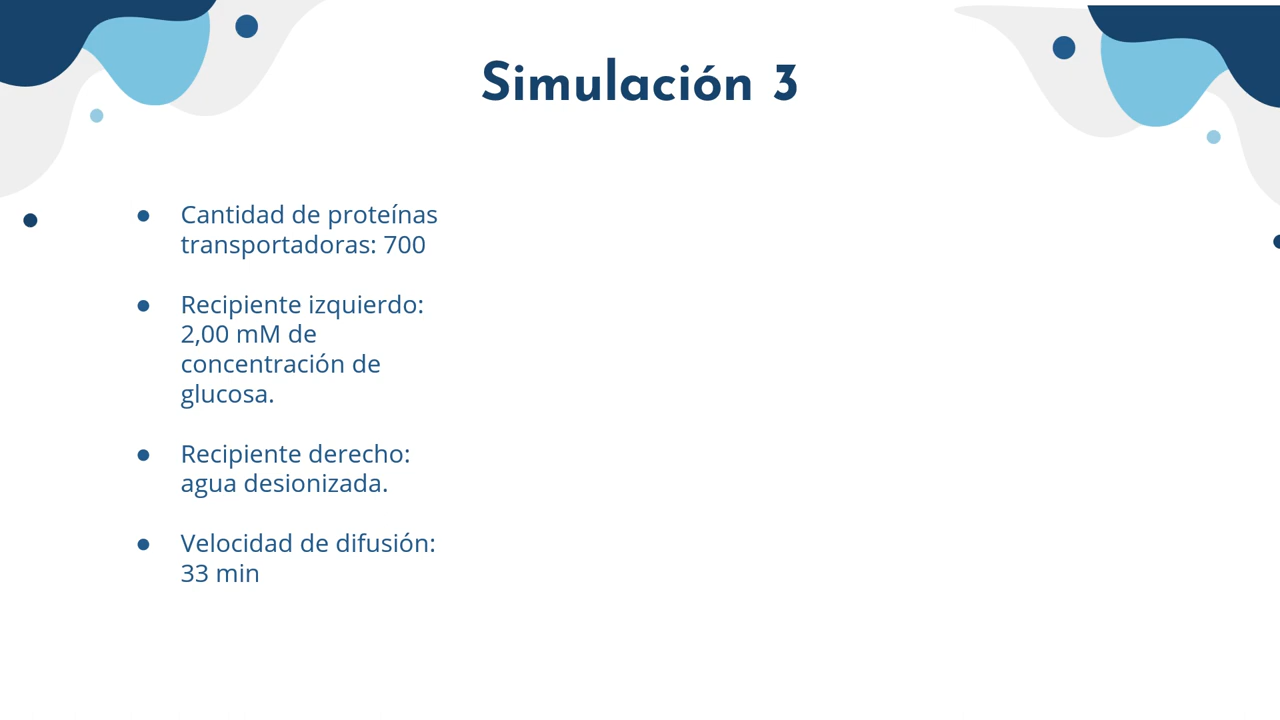 Simulación 3
● Cantidad de proteínas
transportadoras: 700
● Recipiente izquierdo:
2,00 mM de
concentración de
glucosa.
● Recipiente derecho:
agua desionizada.
● Velocidad de difusión:
33 min